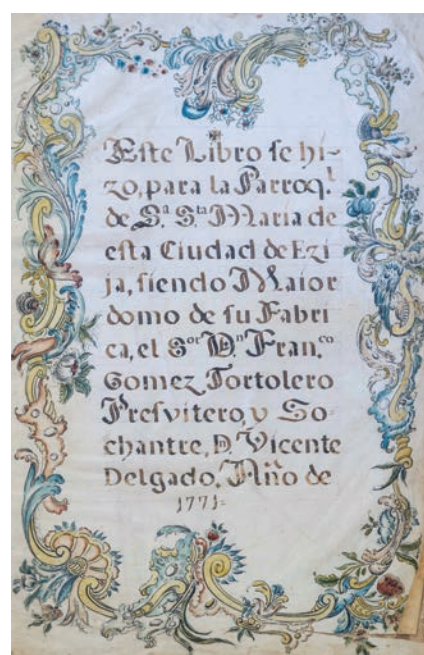 Este Libro ſe hi-
zo, para la Parroq.l
de S.a S.ta Maria de
eſta Ciudad de Ezi
ja, ſiendo Maior
domo de ſu Fabri
ca, el S.or D.n Fran.co
Gomez Tortolero
Preſvitero, y So-
chantre, D. Vicente
Delgado, Año de
1771=